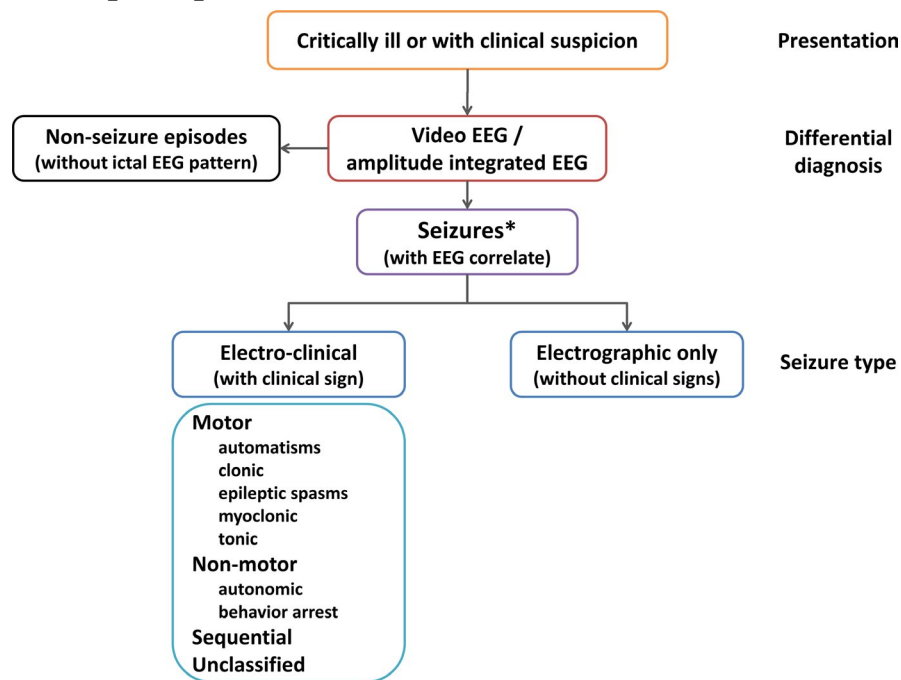 Critically ill or with clinical suspicion
Presentation
Non-seizure episodes
(without ictal EEG pattern)
Video EEG /
amplitude integrated EEG
Differential
diagnosis
Seizures*
(with EEG correlate)
Electro-clinical
(with clinical sign)
Electrographic only
(without clinical signs)
Seizure type
Motor
automatisms
clonic
epileptic spasms
myoclonic
tonic
Non-motor
autonomic
behavior arrest
Sequential
Unclassified